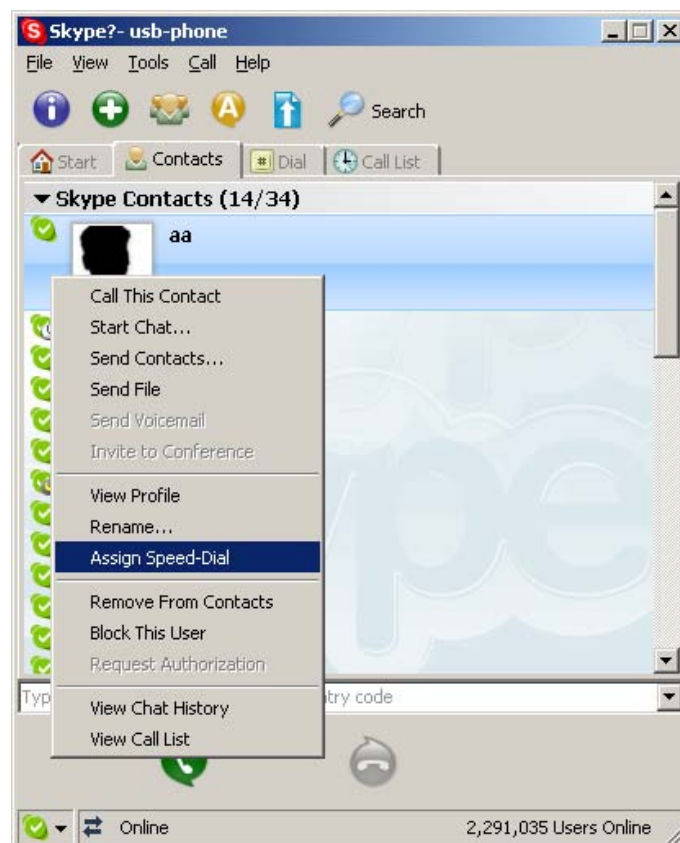 Skype?- usb-phone
File View Tools Call Help
Search
Start Contacts Dial Call List
Skype Contacts (14/34)
aa
Call This Contact
Start Chat...
Send Contacts...
Send File
Send Voicemail
Invite to Conference
View Profile
Rename...
Assign Speed-Dial
Remove From Contacts
Block This User
Request Authorization
code
View Chat History
View Call List
Online 2,291,035 Users Online